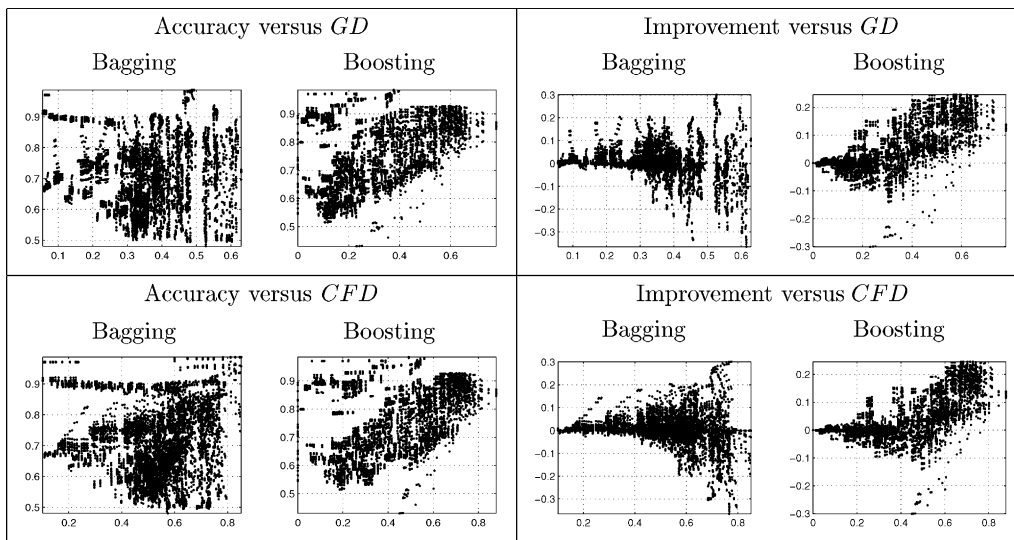 Accuracy versus GD
Bagging
Boosting
0.9
0.8
0.7
0.6
0.5
0.1 0.2 0.3 0.4 0.5 0.6
0.9
0.8
0.7
0.6
0.5
0 0.2 0.4 0.6
Improvement versus GD
Bagging
Boosting
0.3
0.2
0.1
0
−0.1
−0.2
−0.3
0.1 0.2 0.3 0.4 0.5 0.6
0.2
0.1
0
−0.1
−0.2
−0.3
0 0.2 0.4 0.6
Accuracy versus CFD
Bagging
Boosting
0.9
0.8
0.7
0.6
0.5
0.2 0.4 0.6 0.8
0.9
0.8
0.7
0.6
0.5
0 0.2 0.4 0.6 0.8
Improvement versus CFD
Bagging
Boosting
0.3
0.2
0.1
0
−0.1
−0.2
−0.3
0.2 0.4 0.6 0.8
0.2
0.1
0
−0.1
−0.2
−0.3
0 0.2 0.4 0.6 0.8